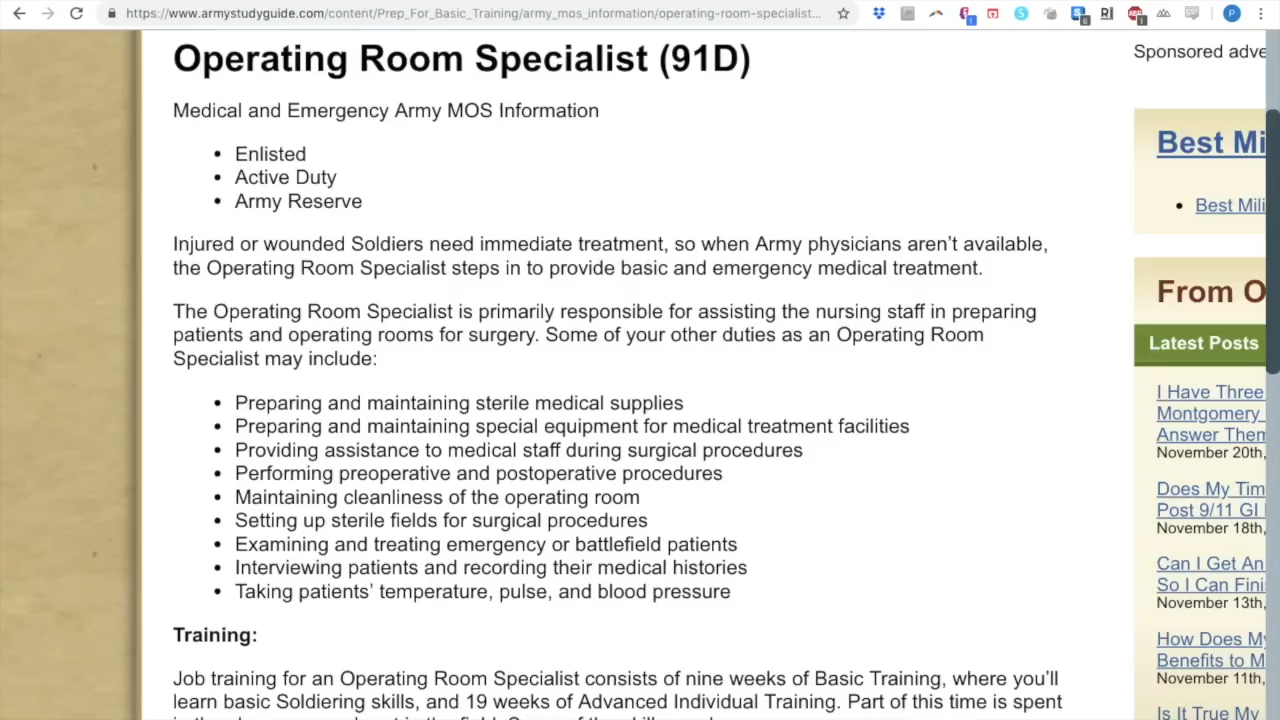 https://www.armystudyguide.com/content/Prep_For_Basic_Training/army_mos_information/operating-room-specialist...
Operating Room Specialist (91D)
Medical and Emergency Army MOS Information
• Enlisted
• Active Duty
• Army Reserve
Injured or wounded Soldiers need immediate treatment, so when Army physicians aren’t available,
the Operating Room Specialist steps in to provide basic and emergency medical treatment.
The Operating Room Specialist is primarily responsible for assisting the nursing staff in preparing
patients and operating rooms for surgery. Some of your other duties as an Operating Room
Specialist may include:
• Preparing and maintaining sterile medical supplies
• Preparing and maintaining special equipment for medical treatment facilities
• Providing assistance to medical staff during surgical procedures
• Performing preoperative and postoperative procedures
• Maintaining cleanliness of the operating room
• Setting up sterile fields for surgical procedures
• Examining and treating emergency or battlefield patients
• Interviewing patients and recording their medical histories
• Taking patients’ temperature, pulse, and blood pressure
Training:
Job training for an Operating Room Specialist consists of nine weeks of Basic Training, where you’ll
learn basic Soldiering skills, and 19 weeks of Advanced Individual Training. Part of this time is spent
Sponsored adve
Best Mi
• Best Mili
From O
Latest Posts
I Have Three
Montgomery
Answer Them
November 20th,
Does My Tim
Post 9/11 GI
November 18th,
Can I Get An
So I Can Fini
November 13th,
How Does My
Benefits to M
November 11th,
Is It True My